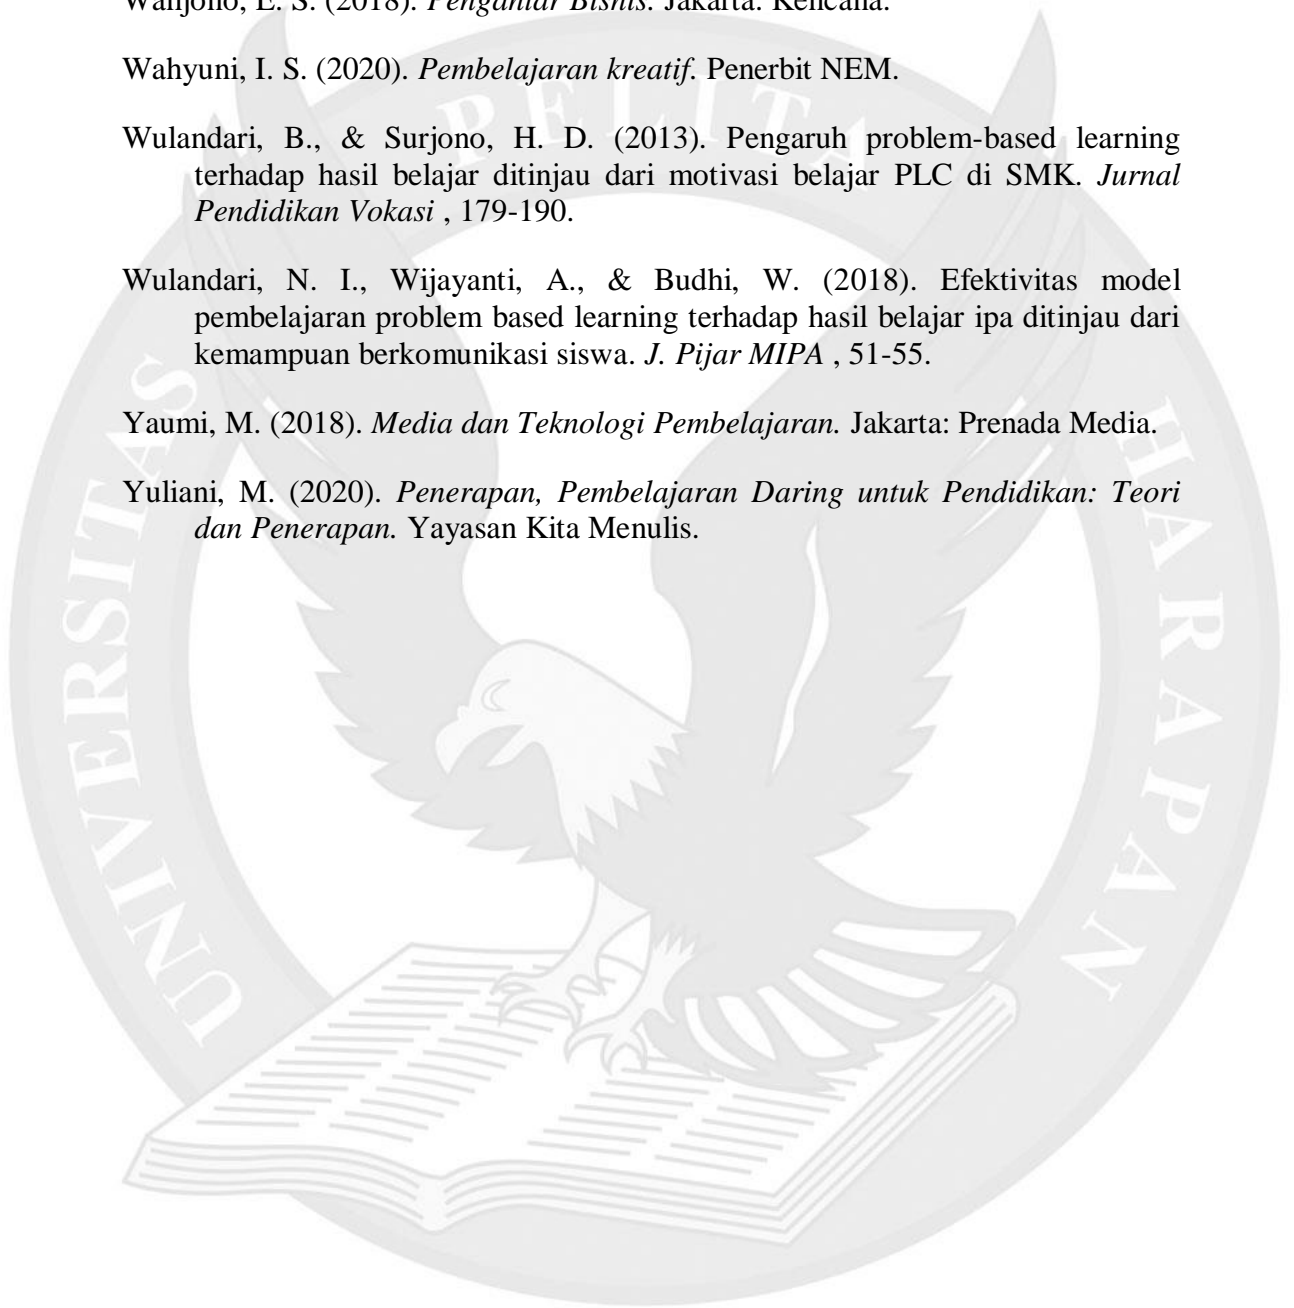 Wahjono, E. S. (2018). Pengantar Bisnis. Jakarta: Kencana.
Wahyuni, I. S. (2020). Pembelajaran kreatif. Penerbit NEM.
Wulandari, B., & Surjono, H. D. (2013). Pengaruh problem-based learning
terhadap hasil belajar ditinjau dari motivasi belajar PLC di SMK. Jurnal
Pendidikan Vokasi , 179-190.
Wulandari, N. I., Wijayanti, A., & Budhi, W. (2018). Efektivitas model
pembelajaran problem based learning terhadap hasil belajar ipa ditinjau dari
kemampuan berkomunikasi siswa. J. Pijar MIPA , 51-55.
Yaumi, M. (2018). Media dan Teknologi Pembelajaran. Jakarta: Prenada Media.
Yuliani, M. (2020). Penerapan, Pembelajaran Daring untuk Pendidikan: Teori
dan Penerapan. Yayasan Kita Menulis.
UNIVERSITAS PELITA HARAPAN